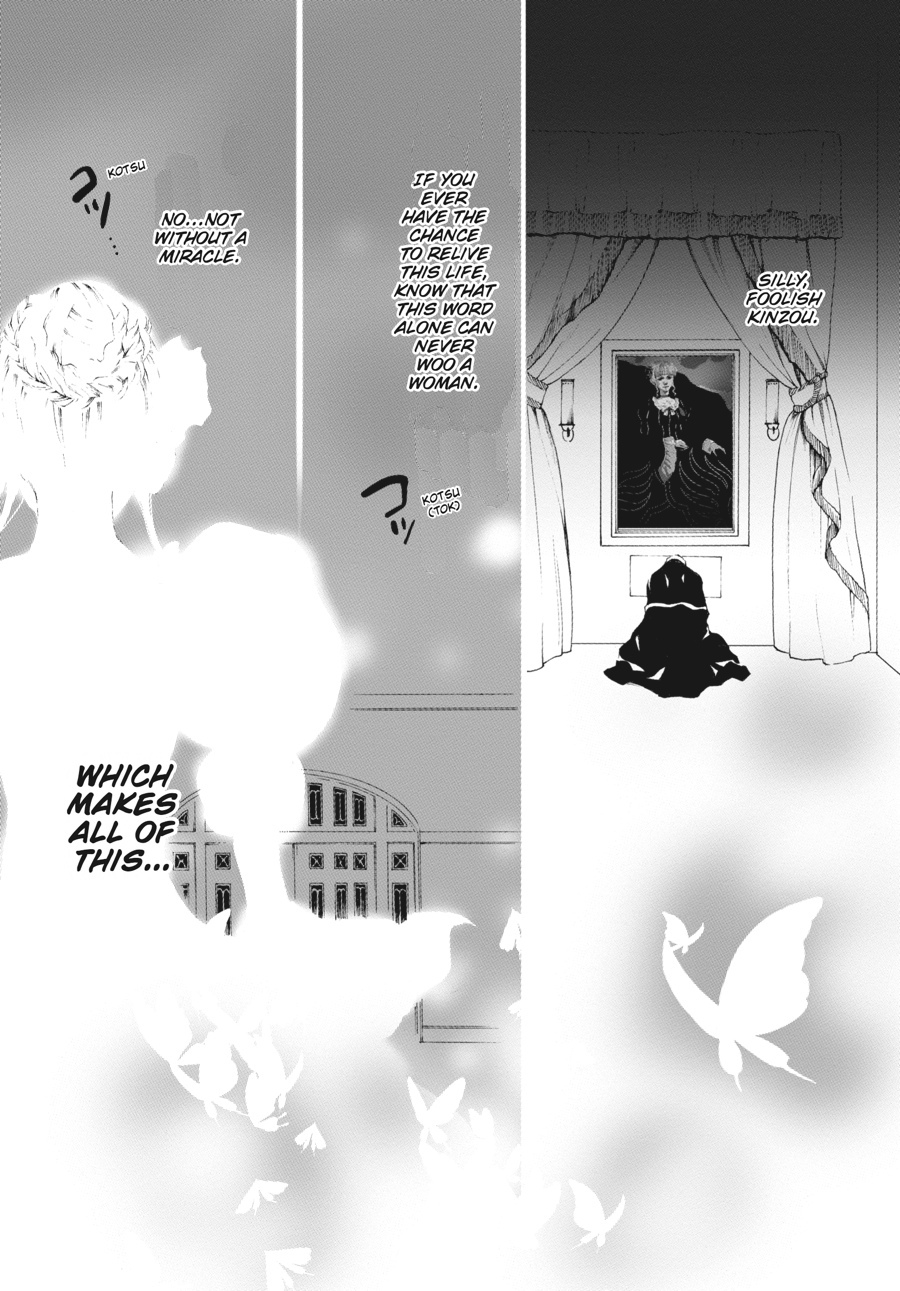 SILLY,
FOOLISH
KINZOU.
IF YOU
EVER
HAVE THE
CHANCE
TO RELIVE
THIS LIFE,
KNOW THAT
THIS WORD
ALONE CAN
NEVER
WOO A
WOMAN.
コッ
KOTSU
(TOK)
コツ…
KOTSU
NO...NOT
WITHOUT A
MIRACLE.
WHICH
MAKES
ALL OF
THIS...